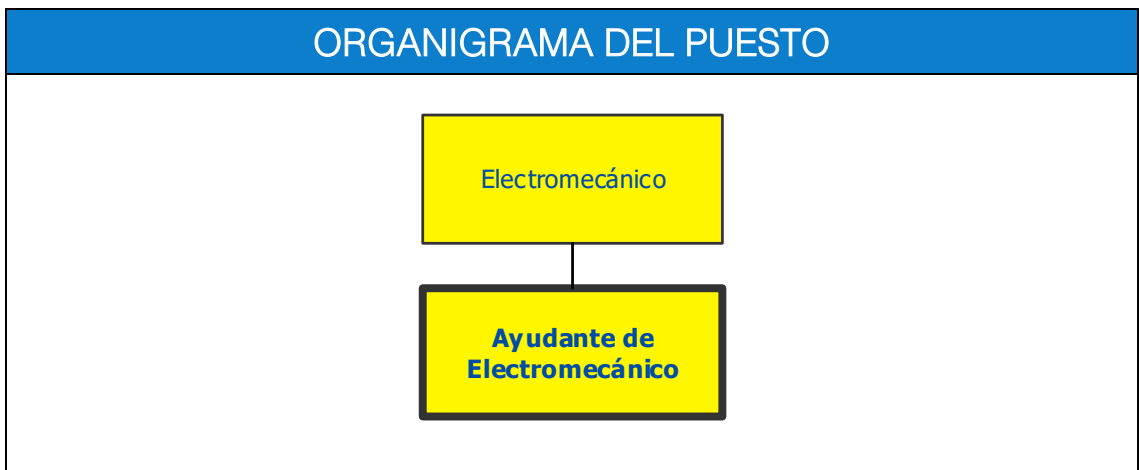 ORGANIGRAMA DEL PUESTO
Electromecánico
Ayudante de
Electromecánico